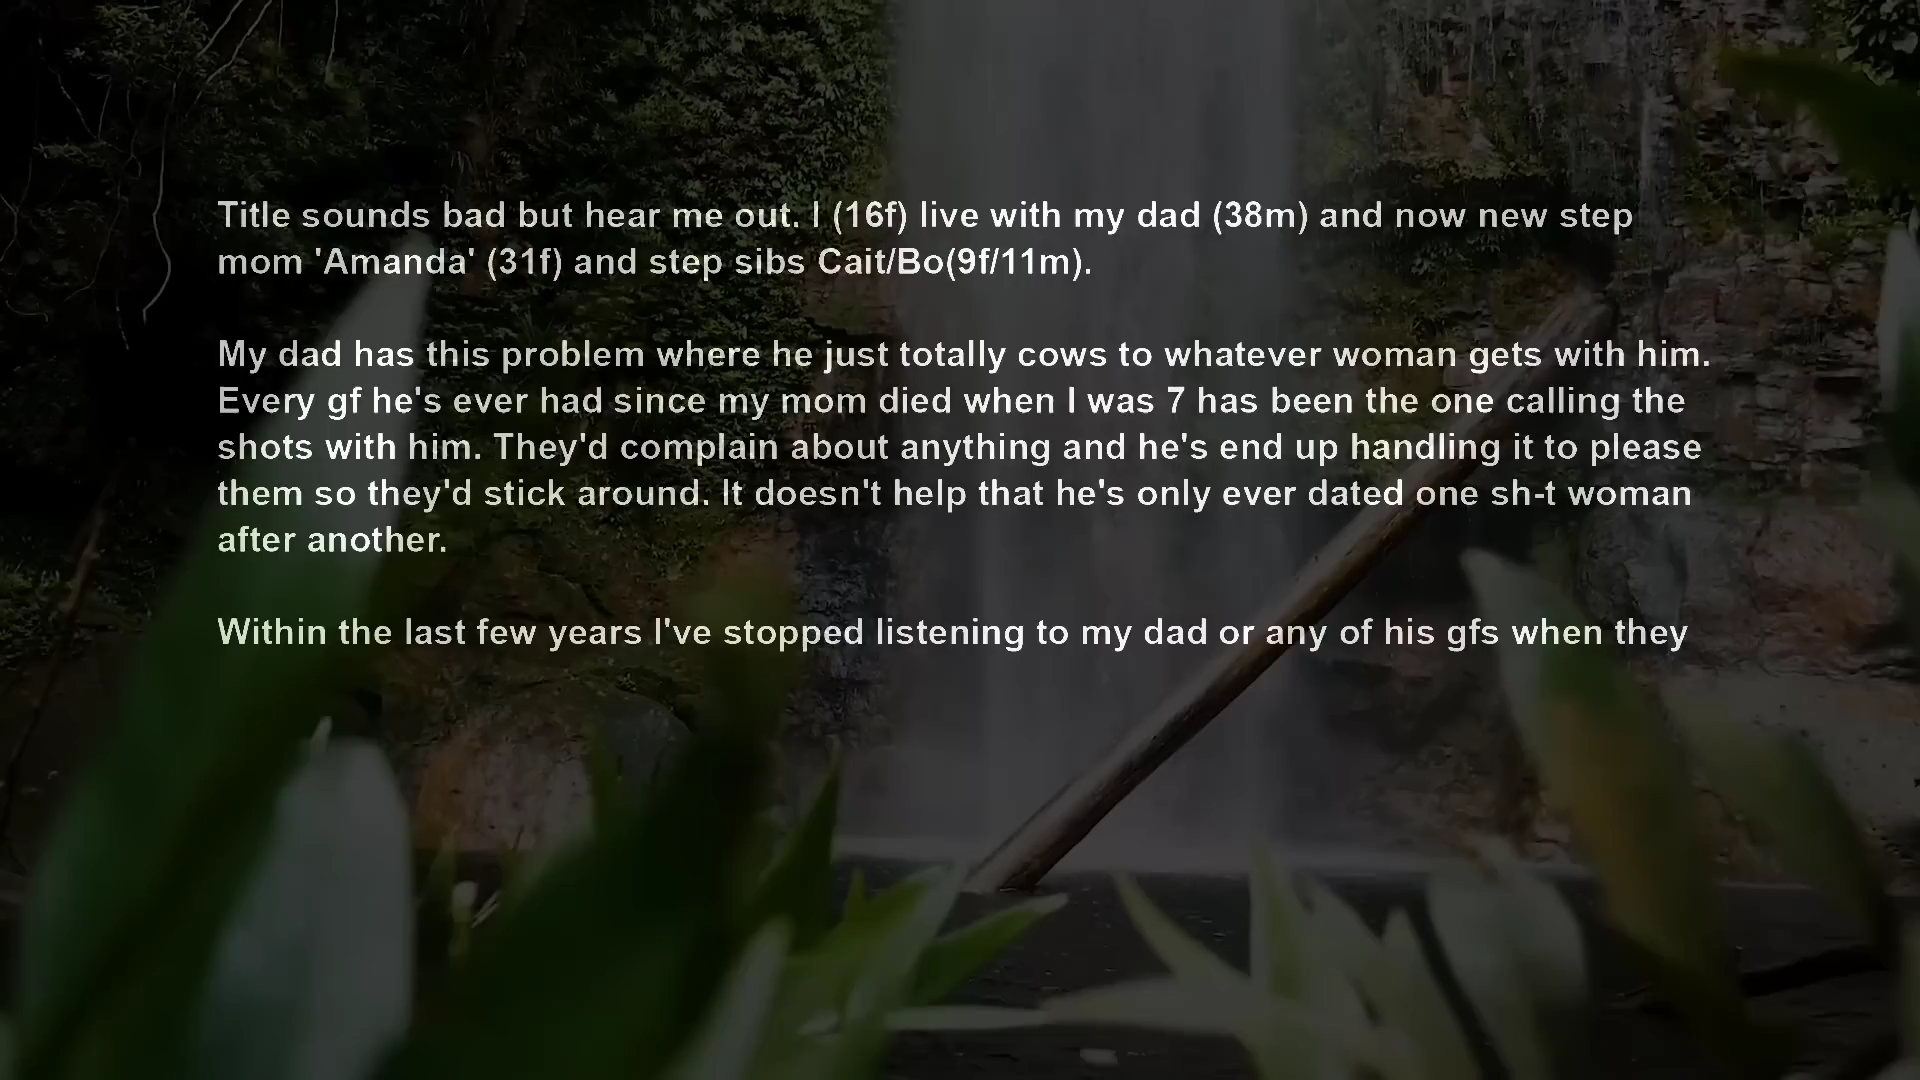 Title sounds bad but hear me out. I (16f) live with my dad (38m) and now new step
mom 'Amanda' (31f) and step sibs Cait/Bo(9f/11m).
My dad has this problem where he just totally cows to whatever woman gets with him.
Every gf he's ever had since my mom died when I was 7 has been the one calling the
shots with him. They'd complain about anything and he's end up handling it to please
them so they'd stick around. It doesn't help that he's only ever dated one sh-t woman
after another.
Within the last few years I've stopped listening to my dad or any of his gfs when they